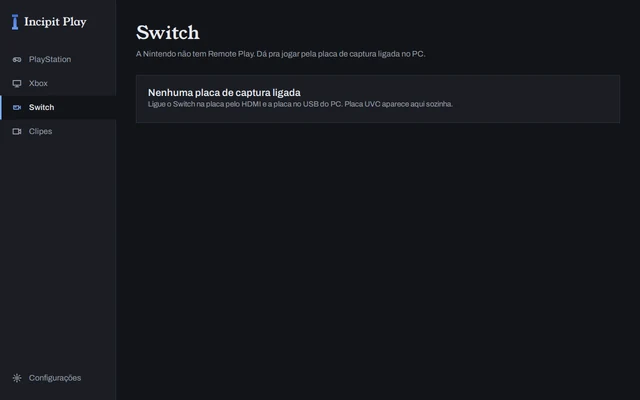 Incipit Play
PlayStation
Xbox
Switch
Clipes
Configurações
Switch
A Nintendo não tem Remote Play. Dá pra jogar pela placa de captura ligada no PC.
Nenhuma placa de captura ligada
Ligue o Switch na placa pelo HDMI e a placa no USB do PC. Placa UVC aparece aqui sozinha.